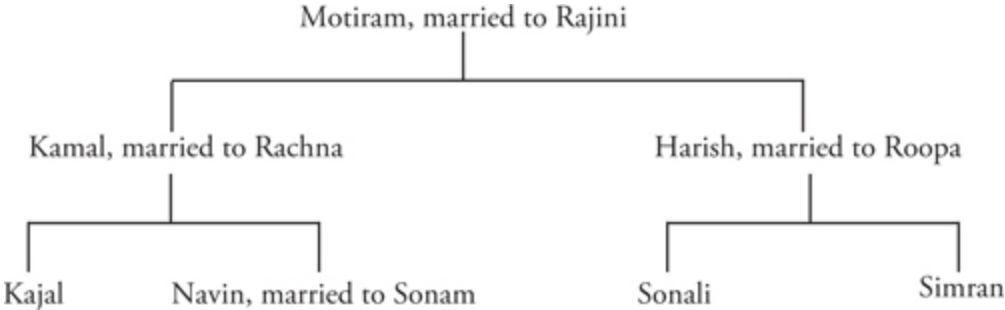 Motiram, married to Rajini
Kamal, married to Rachna
Harish, married to Roopa
Kajal
Navin, married to Sonam
Sonali
Simran